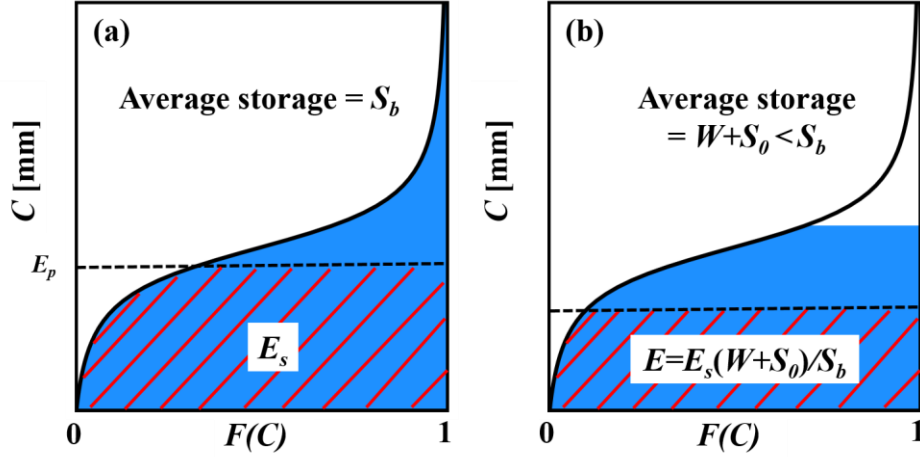 (a)
Average storage = S_b
C [mm]
E_p
E_s
0
F(C)
1
(b)
Average storage
= W+S_0 < S_b
C [mm]
E=E_s(W+S_0)/S_b
0
F(C)
1